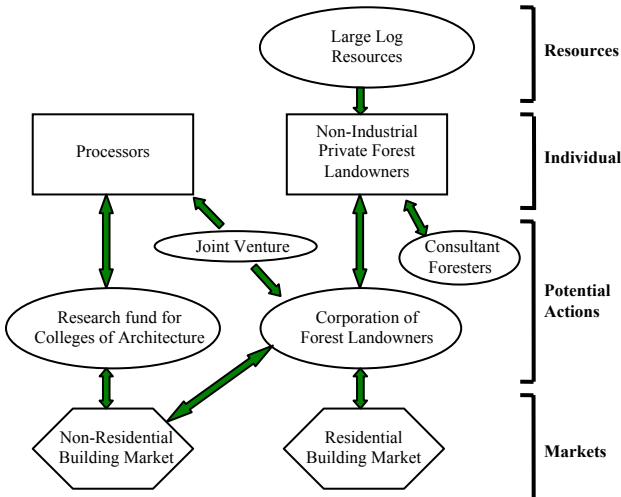 Large Log
Resources
Resources
Processors
Non-Industrial
Private Forest
Landowners
Individual
Joint Venture
Consultant
Foresters
Research fund for
Colleges of Architecture
Corporation of
Forest Landowners
Potential
Actions
Non-Residential
Building Market
Residential
Building Market
Markets